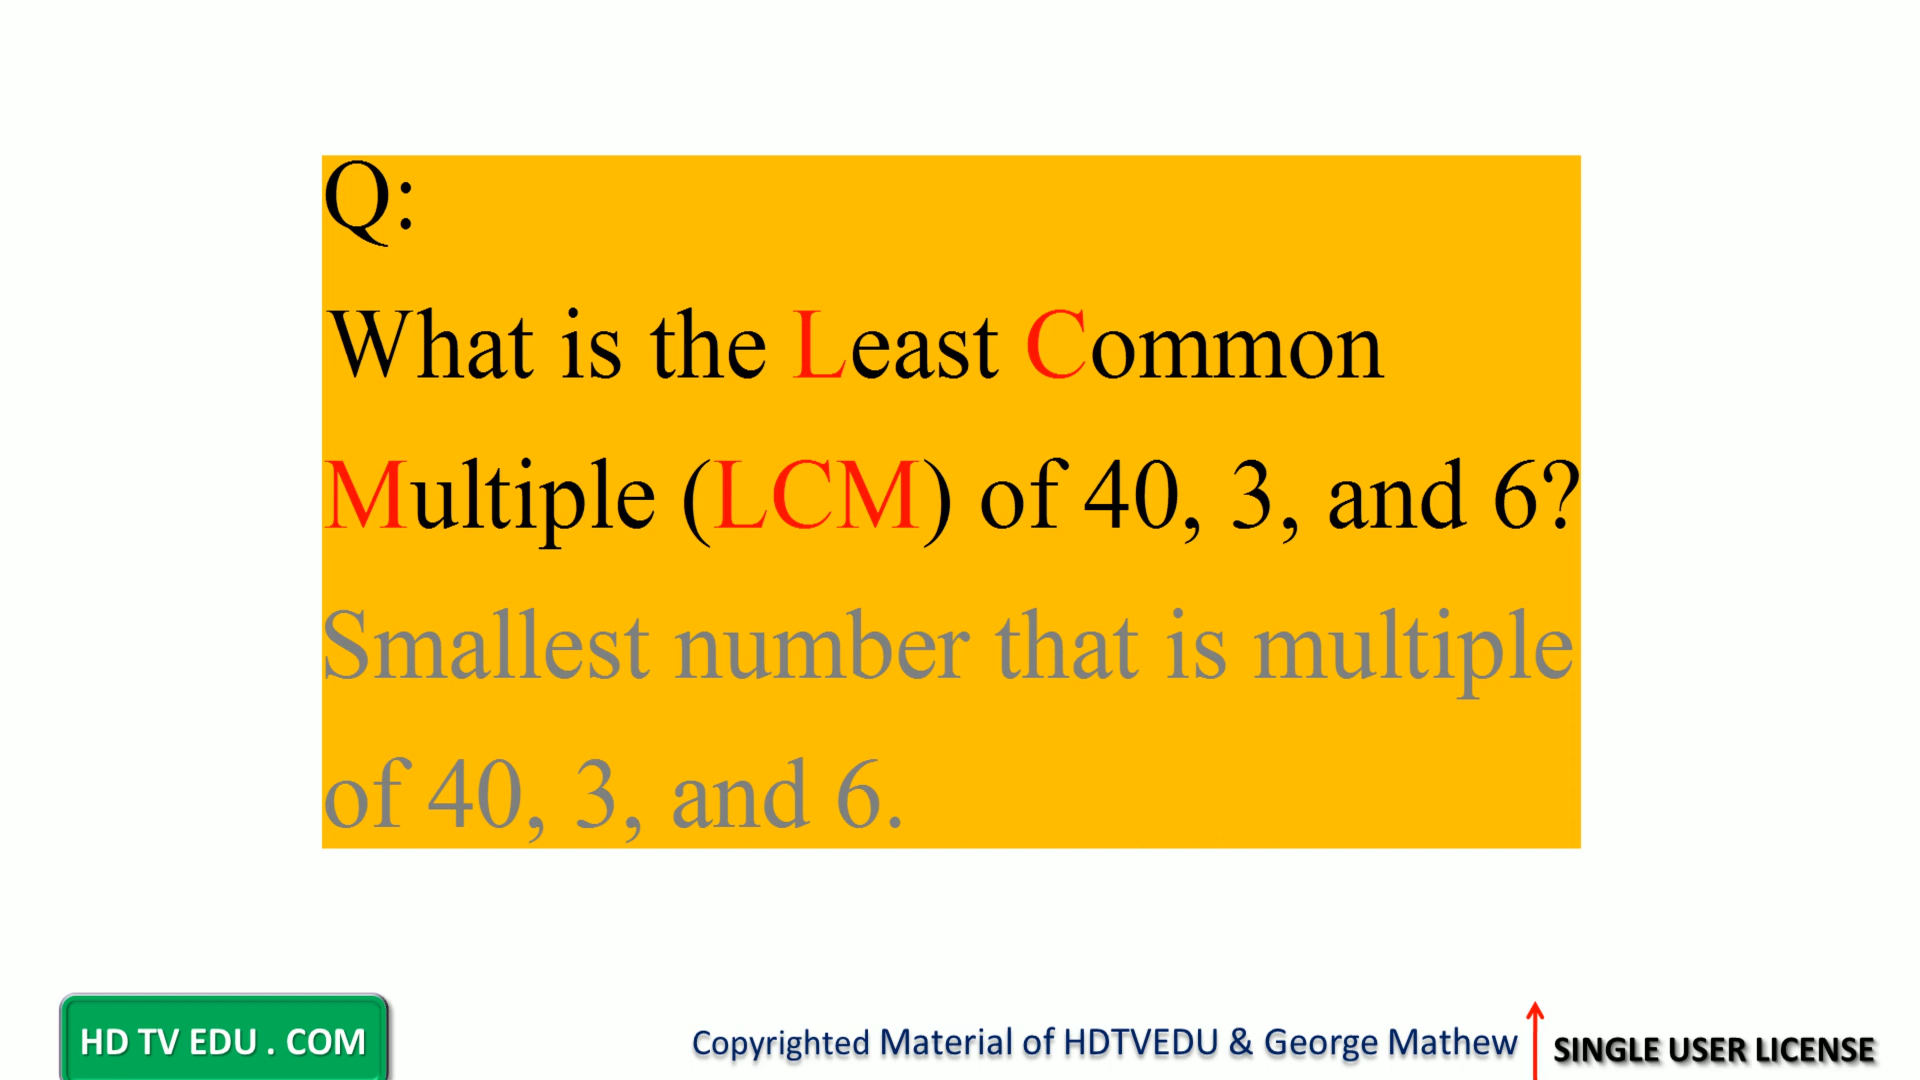 Q:
What is the Least Common
Multiple (LCM) of 40, 3, and 6?
Smallest number that is multiple
of 40, 3, and 6.
HD TV EDU . COM
Copyrighted Material of HDTVEDU & George Mathew
SINGLE USER LICENSE